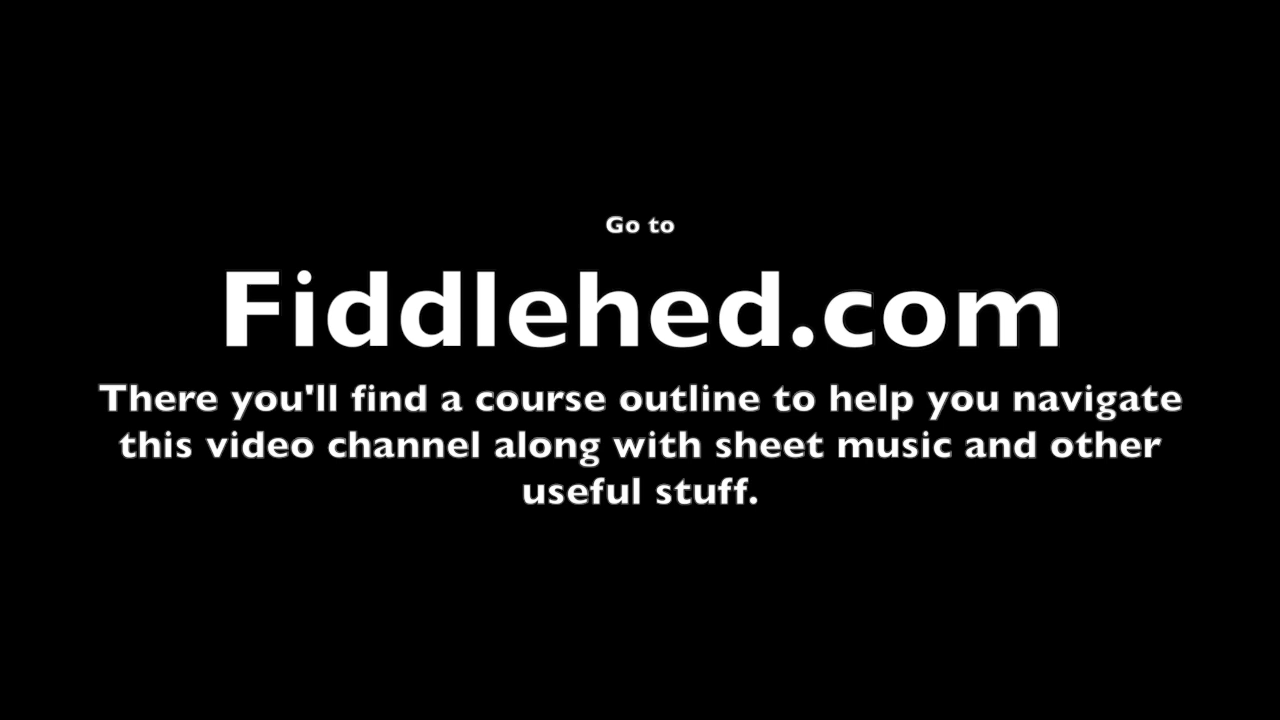 Go to
Fiddlehed.com
There you'll find a course outline to help you navigate
this video channel along with sheet music and other
useful stuff.